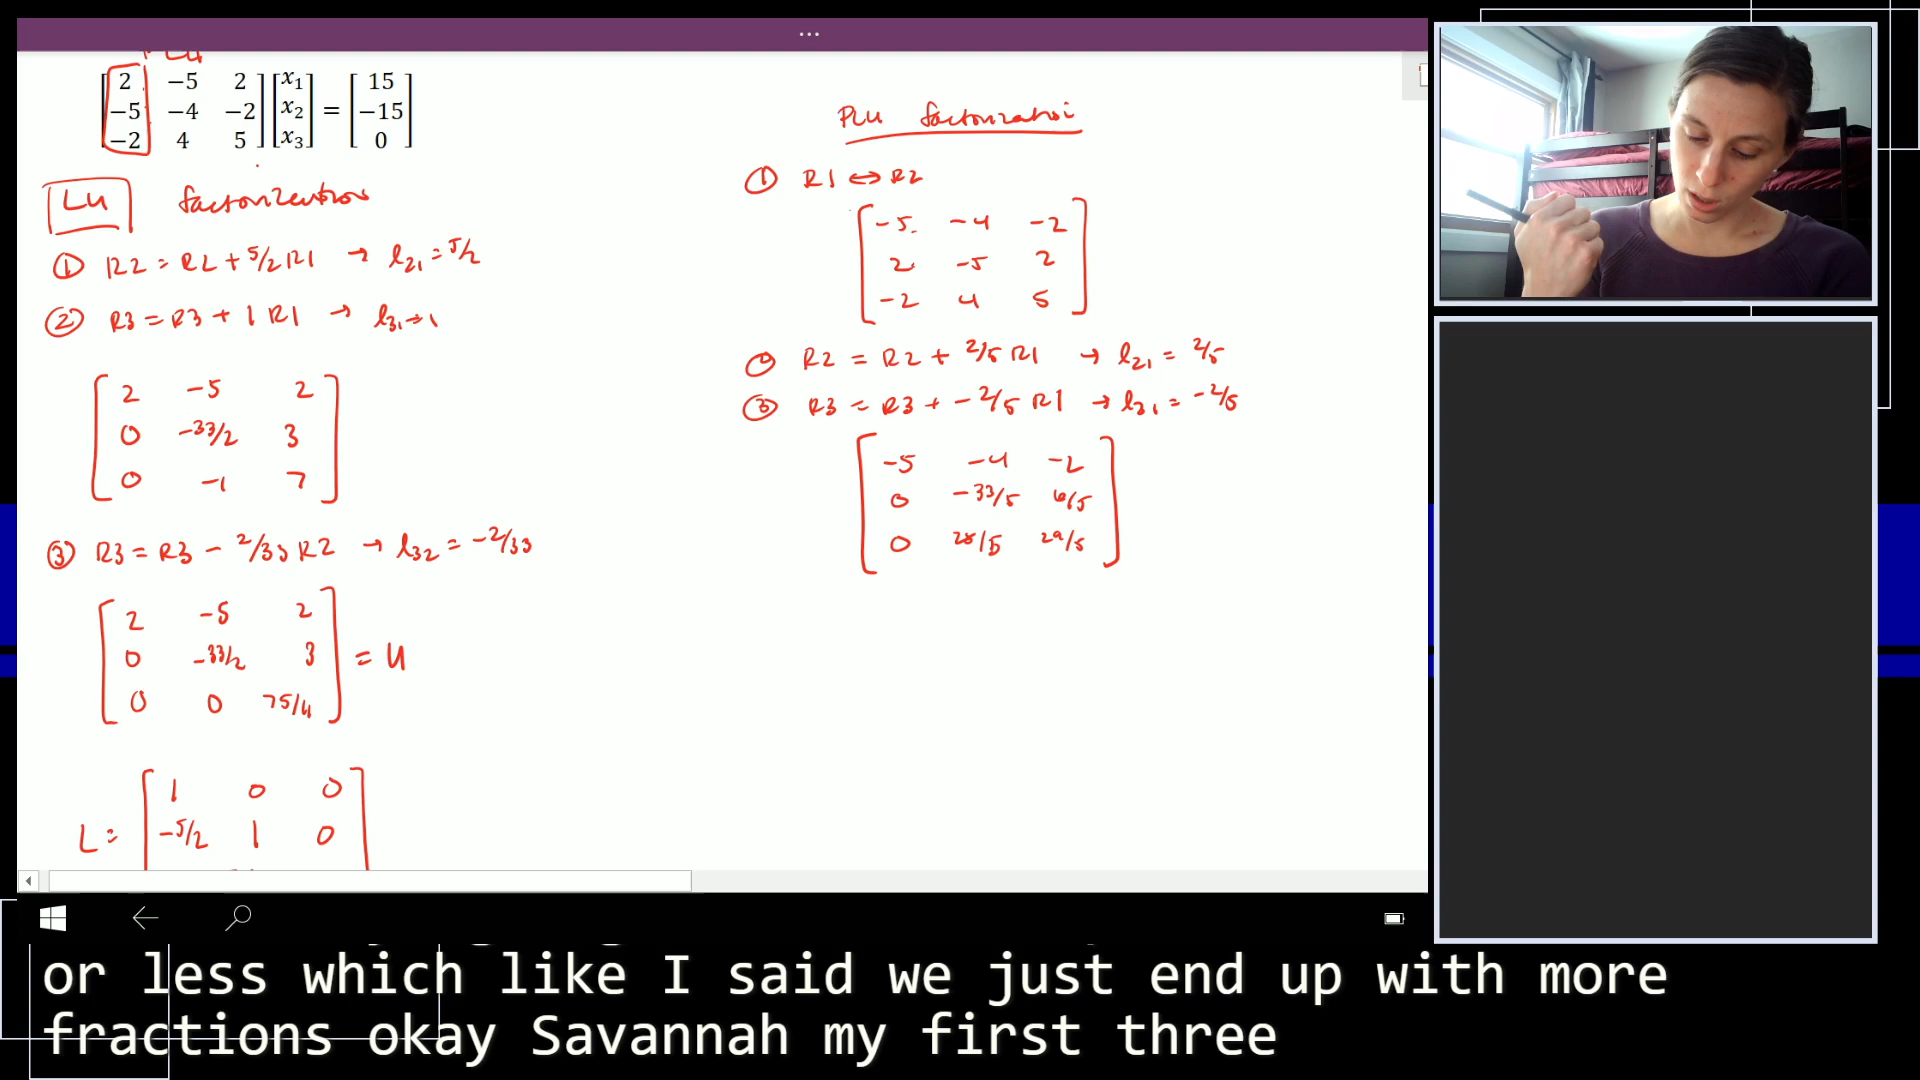 ...
2 -5 2 x1 15
-5 -4 -2 x2 = -15
-2 4 5 x3 0
LU factorization
① R2 = R2 + 5/2 R1 → l21 = 5/2
② R3 = R3 + 1 R1 → l31 → 1
2 -5 2
0 -33/2 3
0 -1 7
③ R3 = R3 - 2/33 R2 → l32 = -2/33
2 -5 2
0 -33/2 3 = U
0 0 75/11
1 0 0
L = -5/2 1 0
PLU factorizati
① R1 ↔ R2
-5 -4 -2
2 -5 2
-2 4 5
R2 = R2 + 2/5 R1 → l21 = 2/5
③ R3 = R3 + -2/5 R1 → l31 = -2/5
-5 -4 -2
0 -33/5 6/5
0 28/5 29/5
or less which like I said we just end up with more
fractions okay Savannah my first three